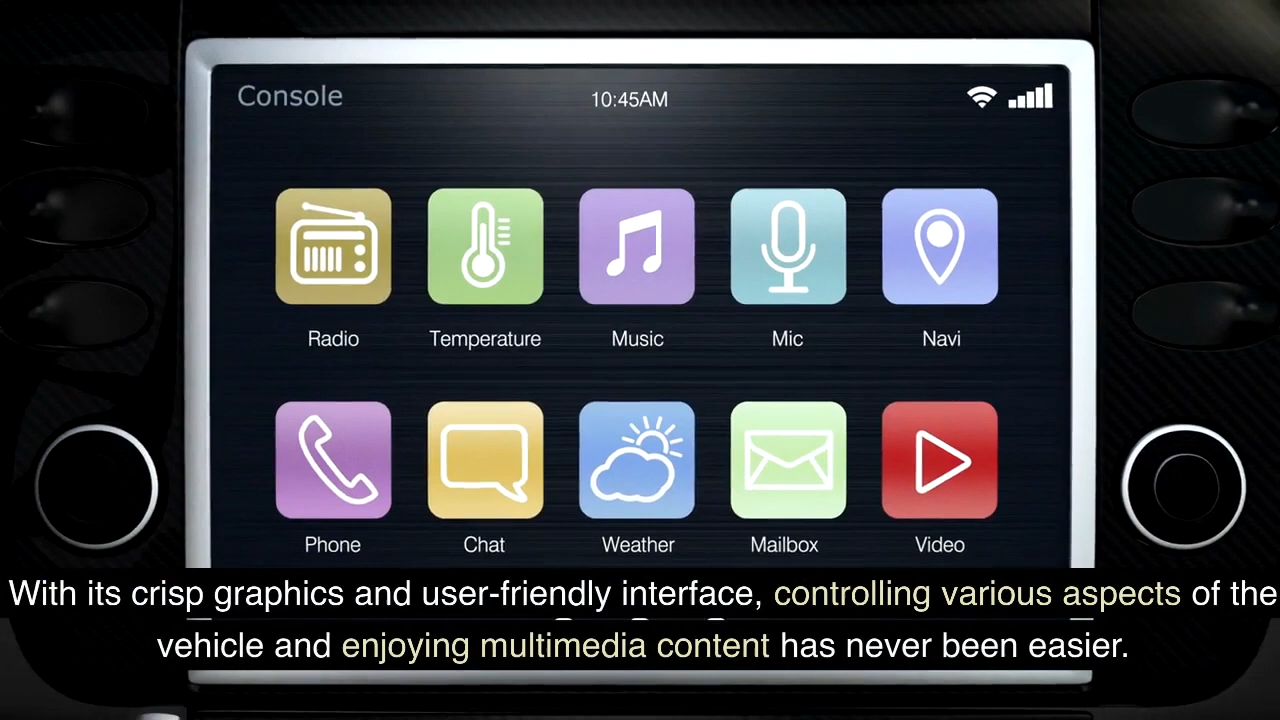 Console
10:45AM
Radio Temperature Music Mic Navi
Phone Chat Weather Mailbox Video
With its crisp graphics and user-friendly interface, controlling various aspects of the
vehicle and enjoying multimedia content has never been easier.